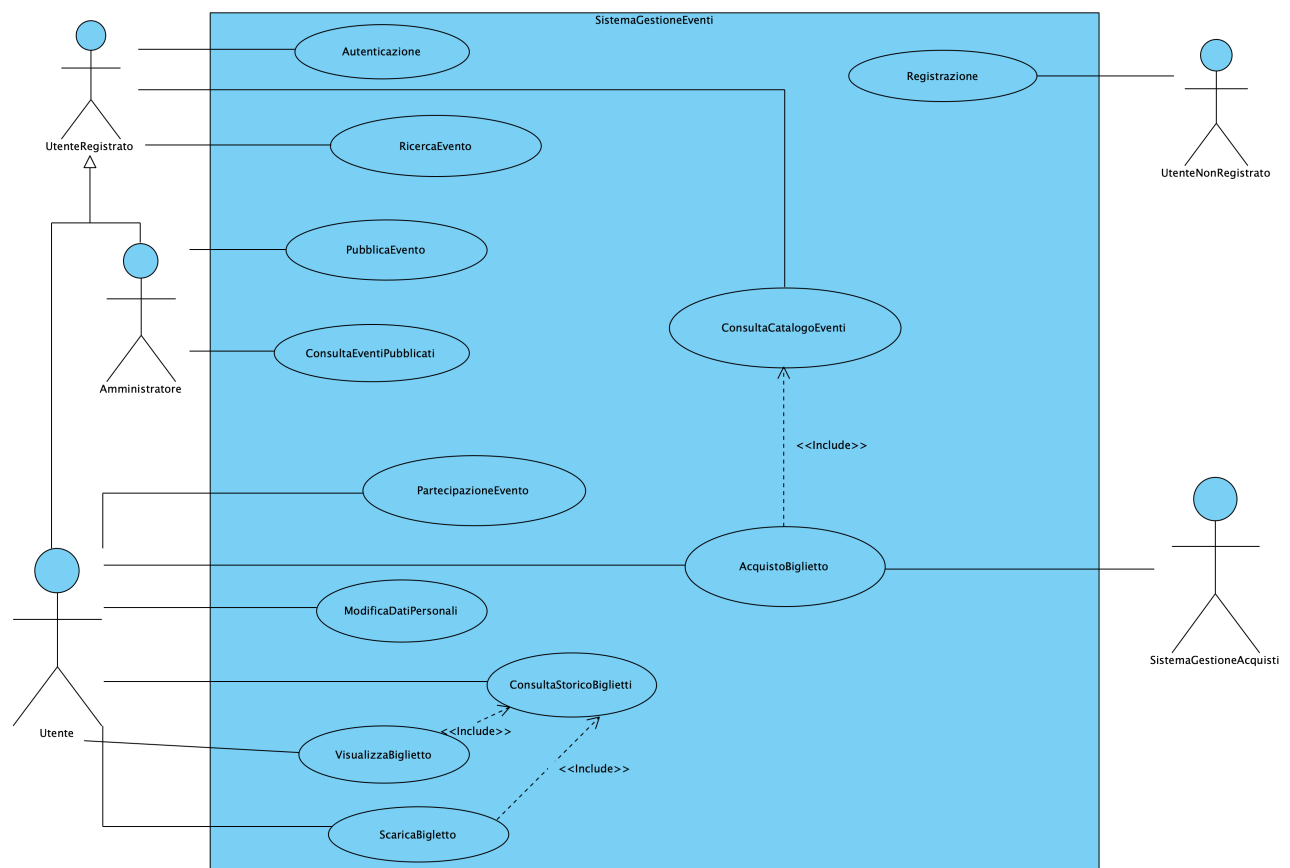 SistemaGestioneEventi
Autenticazione
Registrazione
UtenteRegistrato
RicercaEvento
UtenteNonRegistrato
PubblicaEvento
ConsultaCatalogoEventi
ConsultaEventiPubblicati
Amministratore
<<Include>>
PartecipazioneEvento
AcquistoBiglietto
ModificaDatiPersonali
SistemaGestioneAcquisti
ConsultaStoricoBiglietti
Utente
<<Include>>
VisualizzaBiglietto
<<Include>>
ScaricaBigletto